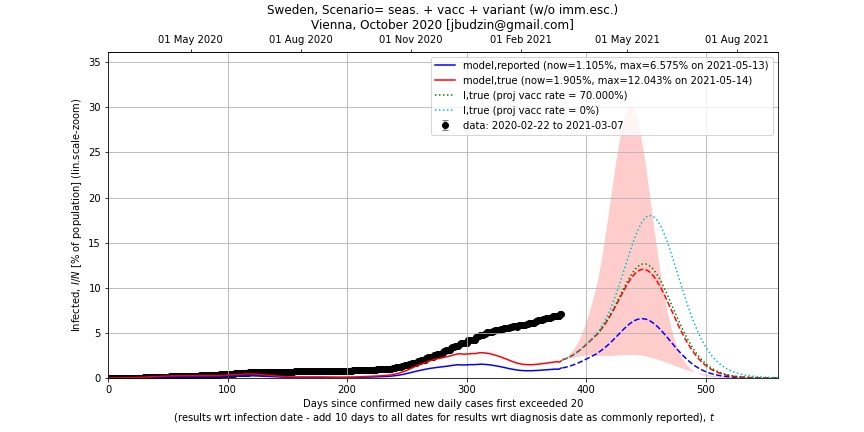 Sweden, Scenario= seas. + vacc + variant (w/o imm.esc.)
Vienna, October 2020 [jbudzin@gmail.com]
01 May 2020 01 Aug 2020 01 Nov 2020 01 Feb 2021 01 May 2021 01 Aug 2021
model,reported (now=1.105%, max=6.575% on 2021-05-13)
model,true (now=1.905%, max=12.043% on 2021-05-14)
I,true (proj vacc rate = 70.000%)
I,true (proj vacc rate = 0%)
data: 2020-02-22 to 2021-03-07
Infected, I/N [% of population] (lin.scale-zoom)
35
30
25
20
15
10
5
0
0 100 200 300 400 500
Days since confirmed new daily cases first exceeded 20
(results wrt infection date - add 10 days to all dates for results wrt diagnosis date as commonly reported), t